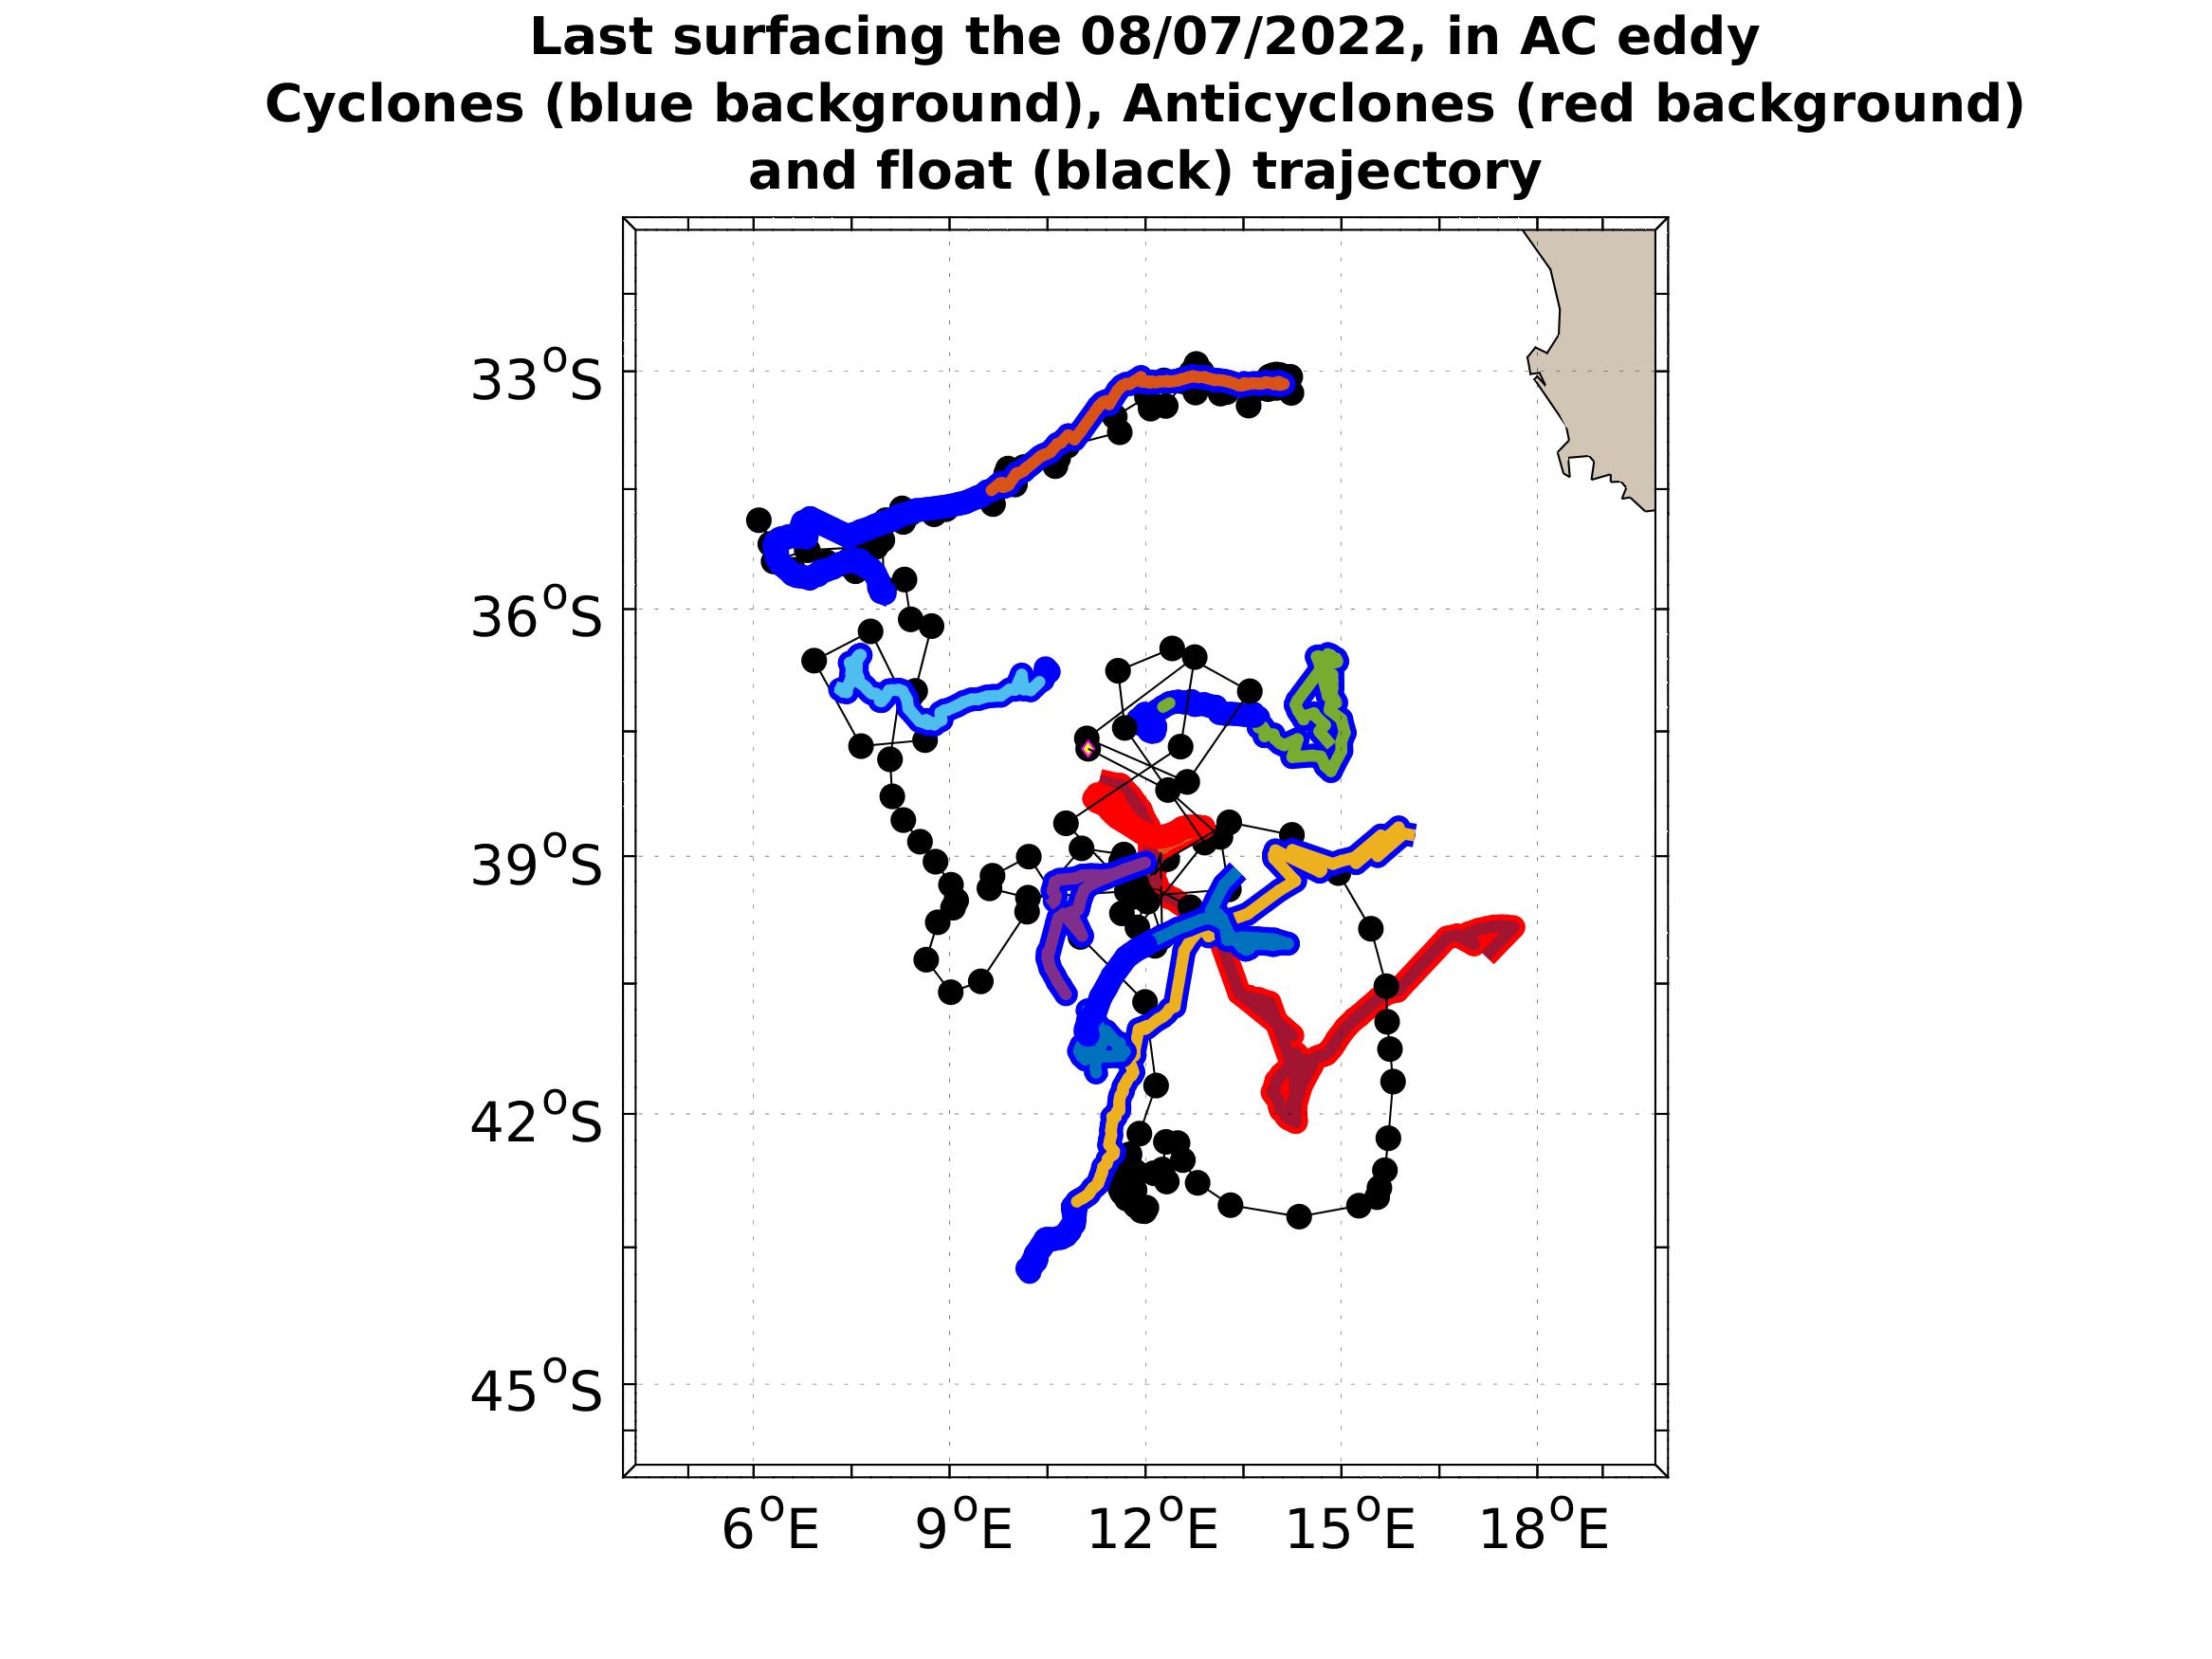 Last surfacing the 08/07/2022, in AC eddy
Cyclones (blue background), Anticyclones (red background)
and float (black) trajectory
33°S
36°S
39°S
42°S
45°S
6°E 9°E 12°E 15°E 18°E